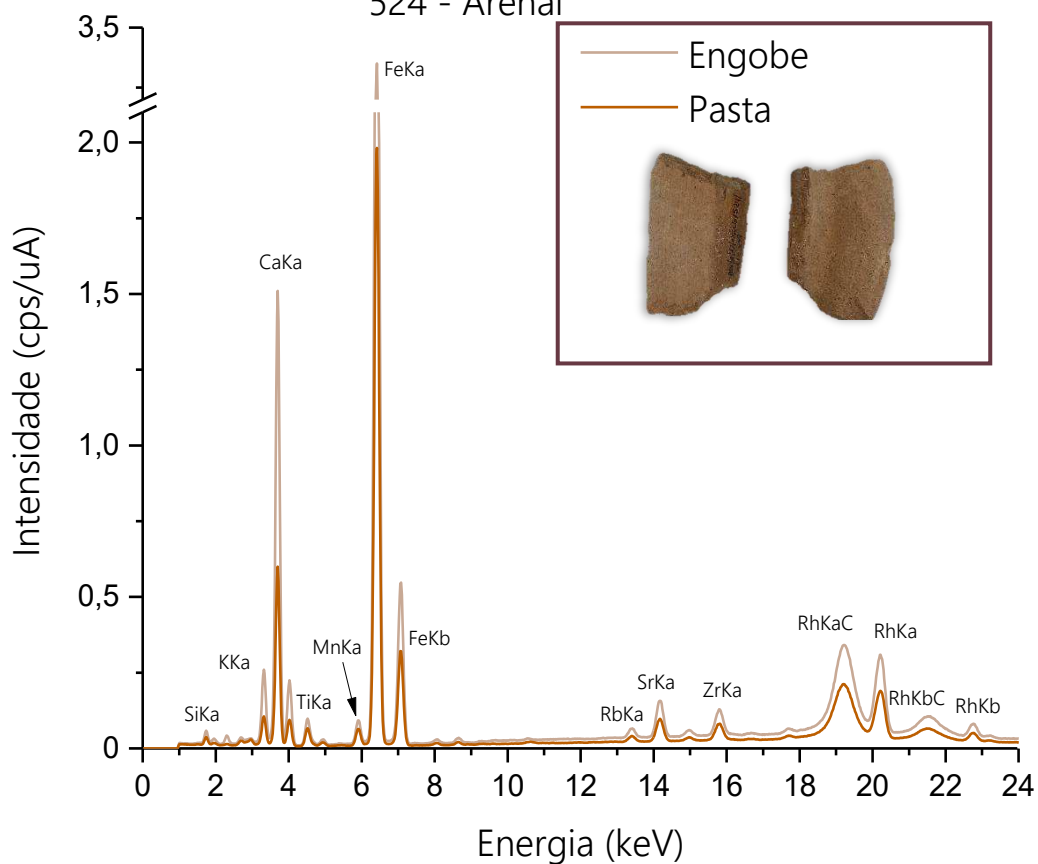 524 - Arenal
Engobe
Pasta
Intensidade (cps/uA)
3,5
2,0
1,5
1,0
0,5
0
FeKa
CaKa
KKa
SiKa
TiKa
MnKa
FeKb
RbKa
SrKa
ZrKa
RhKaC
RhKa
RhKbC
RhKb
0 2 4 6 8 10 12 14 16 18 20 22 24
Energia (keV)